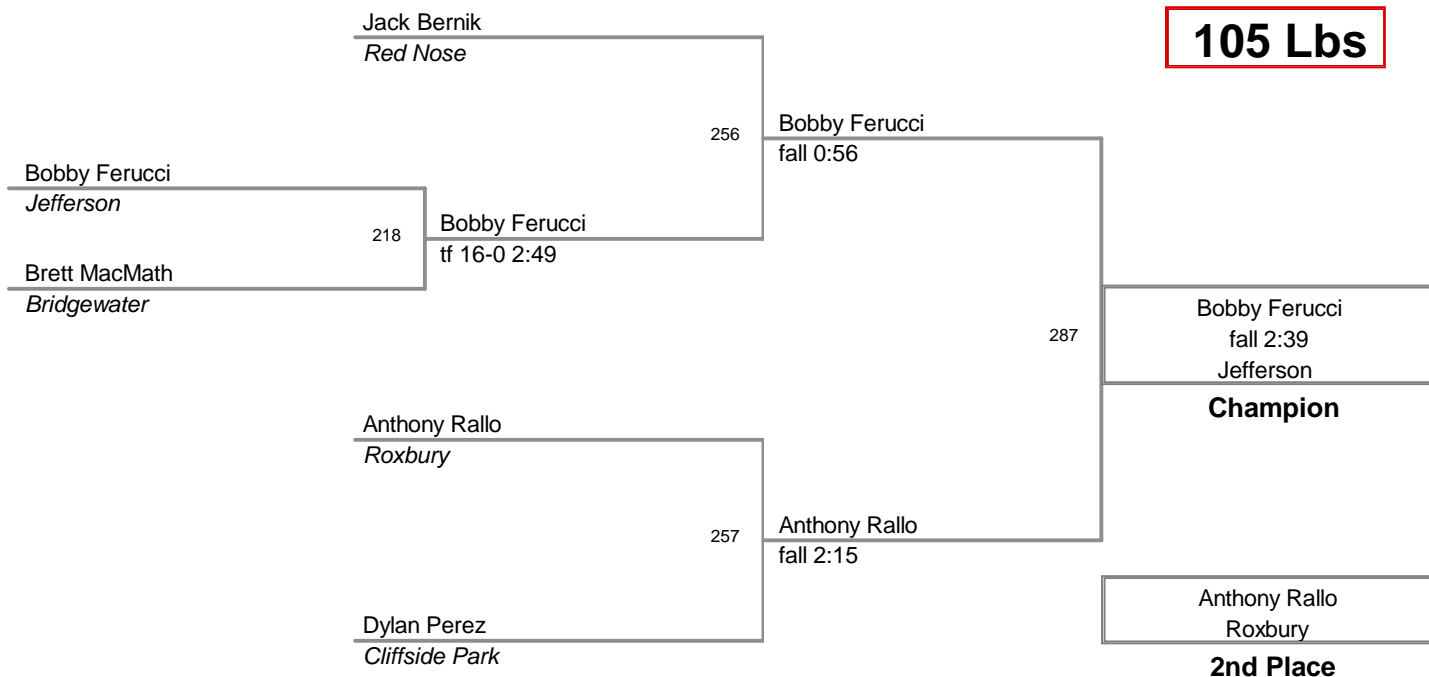 Jack Bernik
Red Nose
105 Lbs
256
Bobby Ferucci
fall 0:56
Bobby Ferucci
Jefferson
218
Bobby Ferucci
tf 16-0 2:49
Brett MacMath
Bridgewater
287
Bobby Ferucci
fall 2:39
Jefferson
Champion
Anthony Rallo
Roxbury
257
Anthony Rallo
fall 2:15
Dylan Perez
Cliffside Park
Anthony Rallo
Roxbury
2nd Place